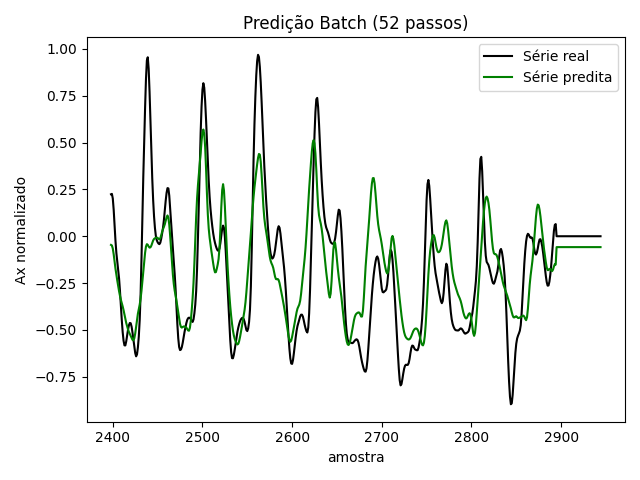 Predição Batch (52 passos)
Série real
Série predita
1.00
0.75
0.50
0.25
0.00
−0.25
−0.50
−0.75
Ax normalizado
2400 2500 2600 2700 2800 2900
amostra